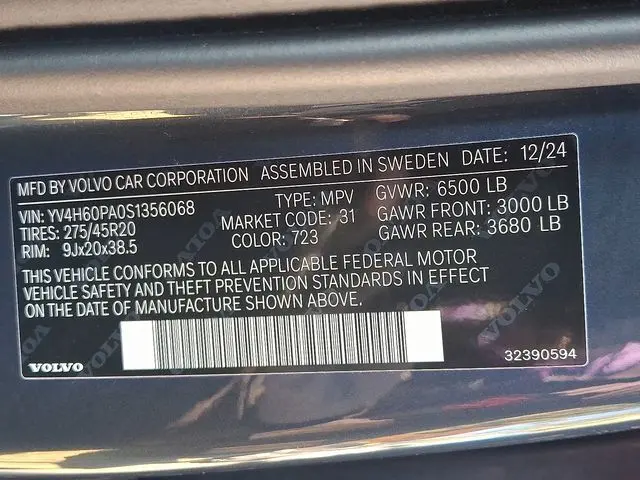 MFD BY VOLVO CAR CORPORATION ASSEMBLED IN SWEDEN DATE: 12/24
VIN: YV4H60PA0S1356068 TYPE: MPV GVWR: 6500 LB
TIRES: 275/45R20 MARKET CODE: 31 GAWR FRONT: 3000 LB
RIM: 9Jx20x38.5 COLOR: 723 GAWR REAR: 3680 LB
THIS VEHICLE CONFORMS TO ALL APPLICABLE FEDERAL MOTOR
VEHICLE SAFETY AND THEFT PREVENTION STANDARDS IN EFFECT
ON THE DATE OF MANUFACTURE SHOWN ABOVE.
VOLVO 32390594